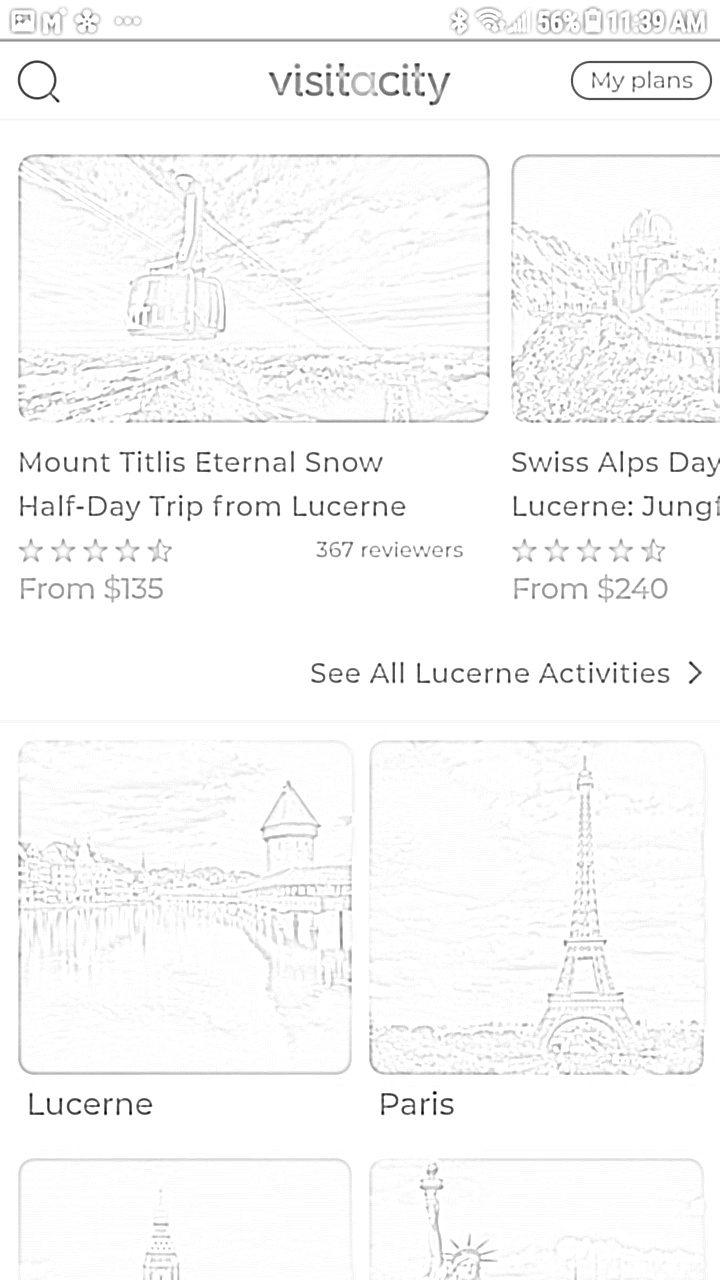 56% 11:39 AM
visitacity
My plans
Mount Titlis Eternal Snow
Half-Day Trip from Lucerne
367 reviewers
From $135
Swiss Alps Day
Lucerne: Jungf
From $240
See All Lucerne Activities
Lucerne
Paris